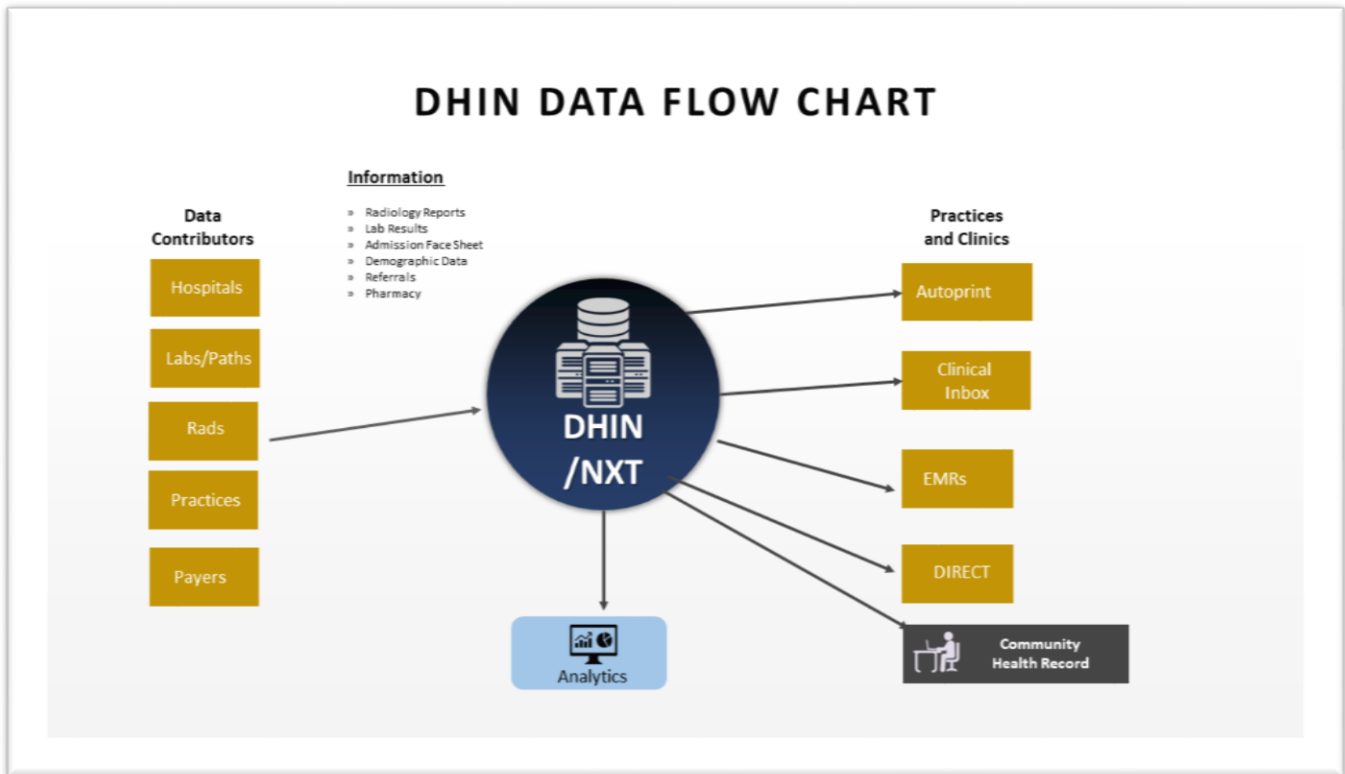 DHIN DATA FLOW CHART
Information
» Radiology Reports
» Lab Results
» Admission Face Sheet
» Demographic Data
» Referrals
» Pharmacy
Data
Contributors
Hospitals
Labs/Paths
Rads
Practices
Payers
DHIN
/NXT
Analytics
Practices
and Clinics
Autoprint
Clinical
Inbox
EMRs
DIRECT
Community
Health Record